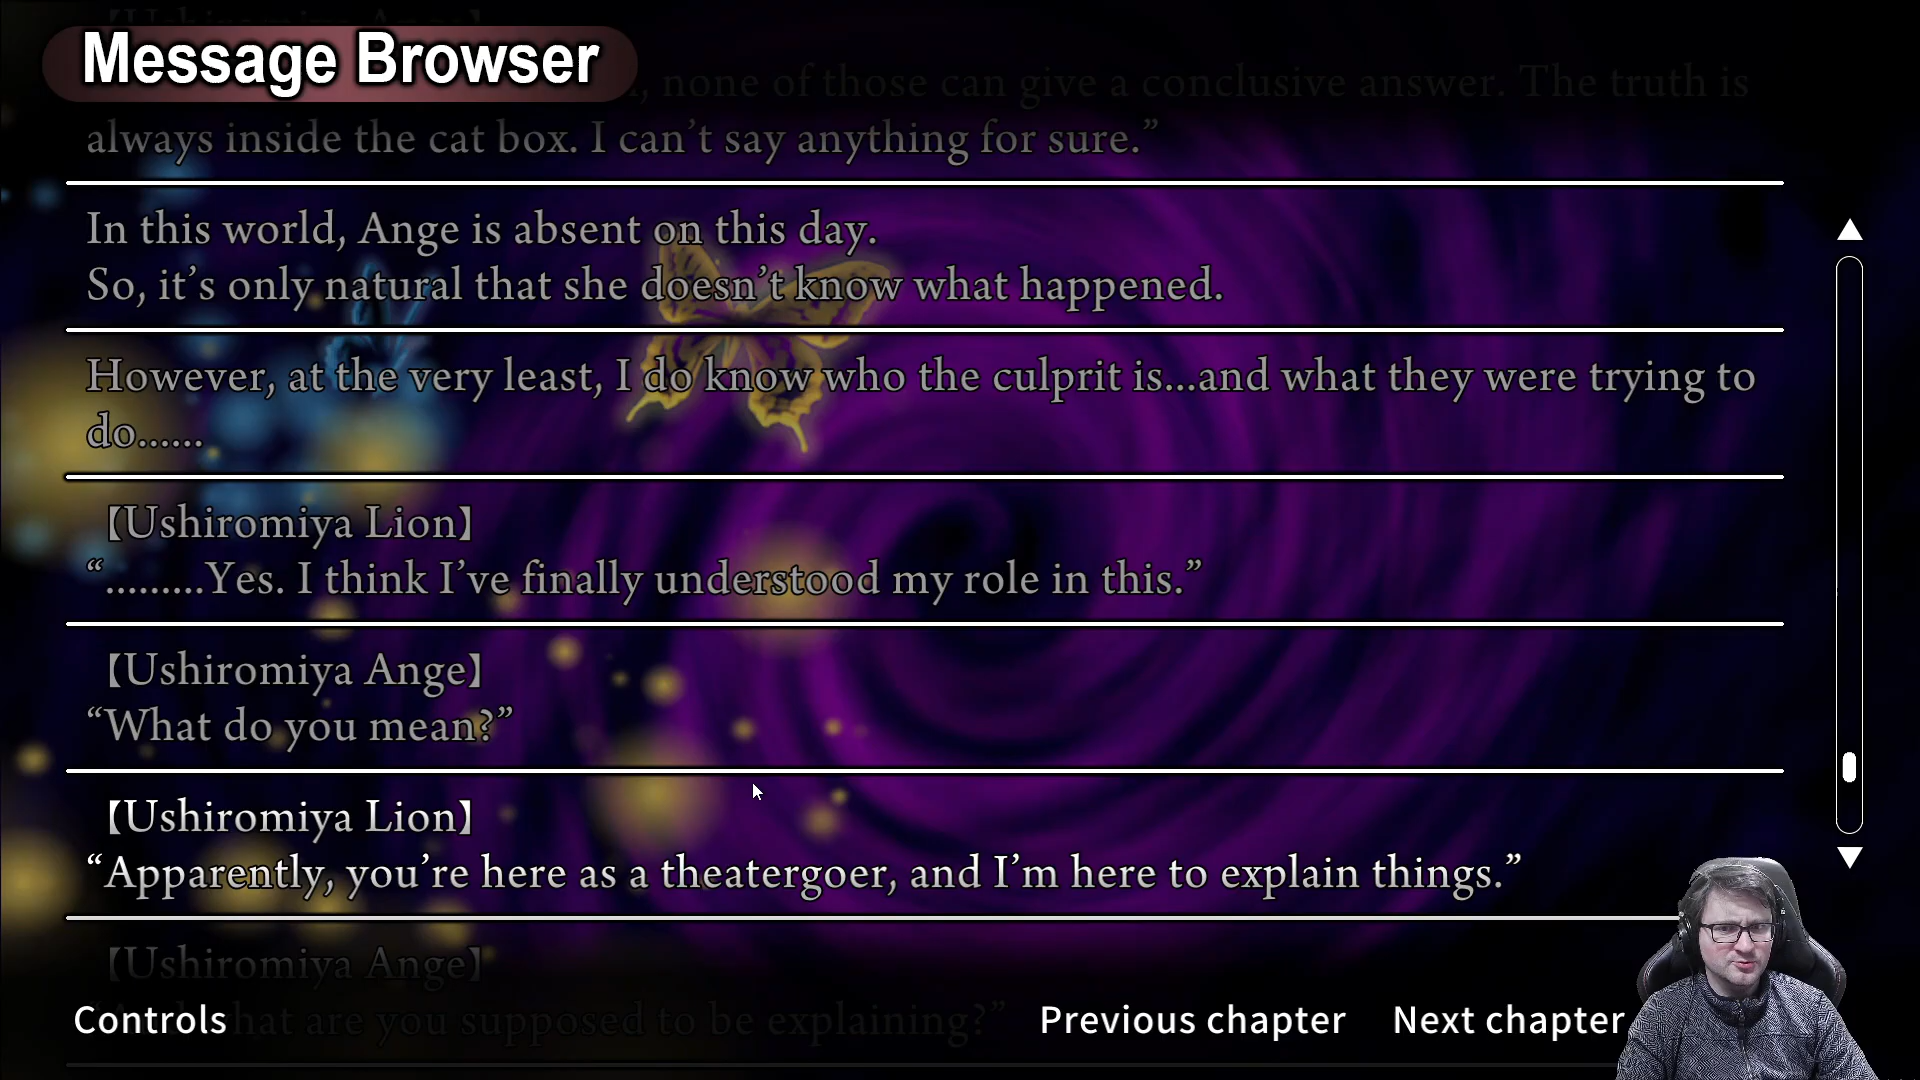 【Ushiromiya Ange】
Message Browser
, none of those can give a conclusive answer. The truth is
always inside the cat box. I can’t say anything for sure.”
In this world, Ange is absent on this day.
So, it’s only natural that she doesn’t know what happened.
However, at the very least, I do know who the culprit is...and what they were trying to
do......
【Ushiromiya Lion】
“.........Yes. I think I’ve finally understood my role in this.”
【Ushiromiya Ange】
“What do you mean?”
【Ushiromiya Lion】
“Apparently, you’re here as a theatergoer, and I’m here to explain things.”
【Ushiromiya Ange】
are you supposed to be explaining?”
Controls
Previous chapter
Next chapter